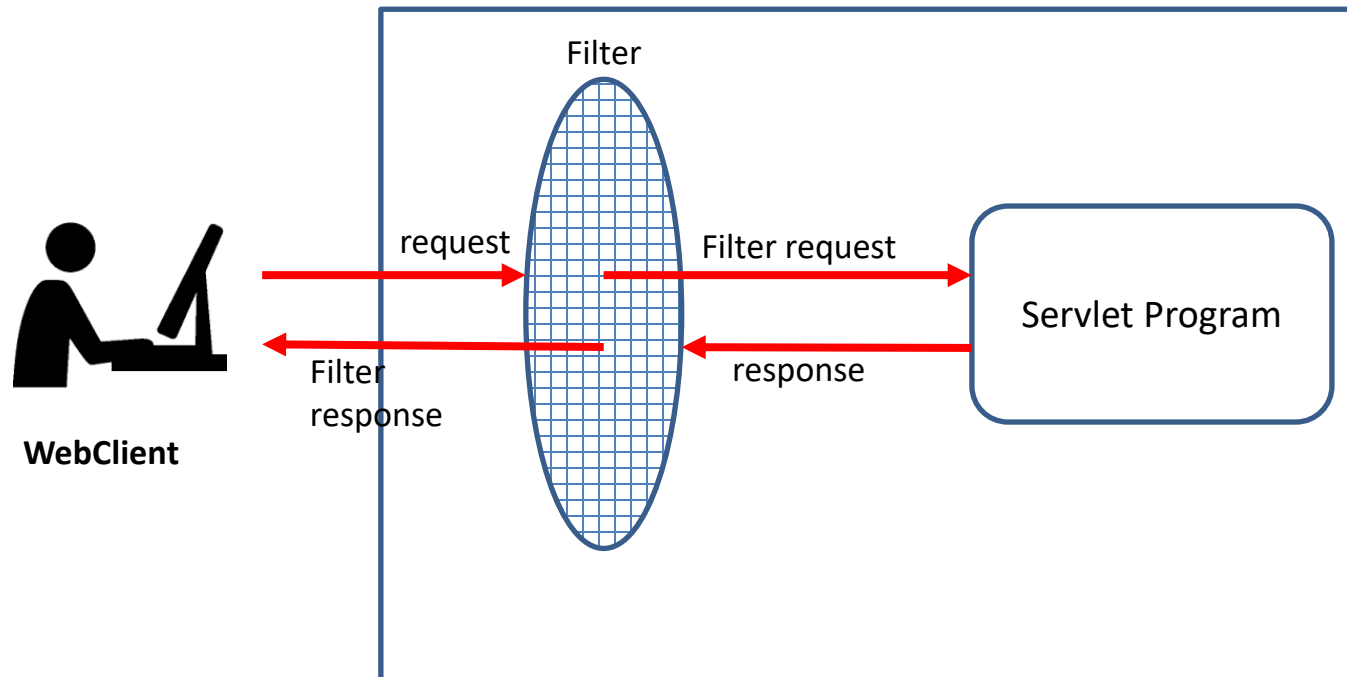 Filter
request
Filter request
Servlet Program
Filter
response
response
WebClient